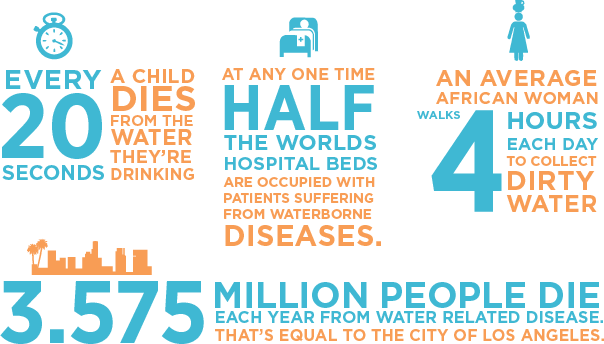 EVERY
20
SECONDS
A CHILD
DIES
FROM THE
WATER
THEY'RE
DRINKING
AT ANY ONE TIME
HALF
THE WORLDS
HOSPITAL BEDS
ARE OCCUPIED WITH
PATIENTS SUFFERING
FROM WATERBORNE
DISEASES.
AN AVERAGE
AFRICAN WOMAN
WALKS
4
HOURS
EACH DAY
TO COLLECT
DIRTY
WATER
3.575
MILLION PEOPLE DIE
EACH YEAR FROM WATER RELATED DISEASE.
THAT'S EQUAL TO THE CITY OF LOS ANGELES.